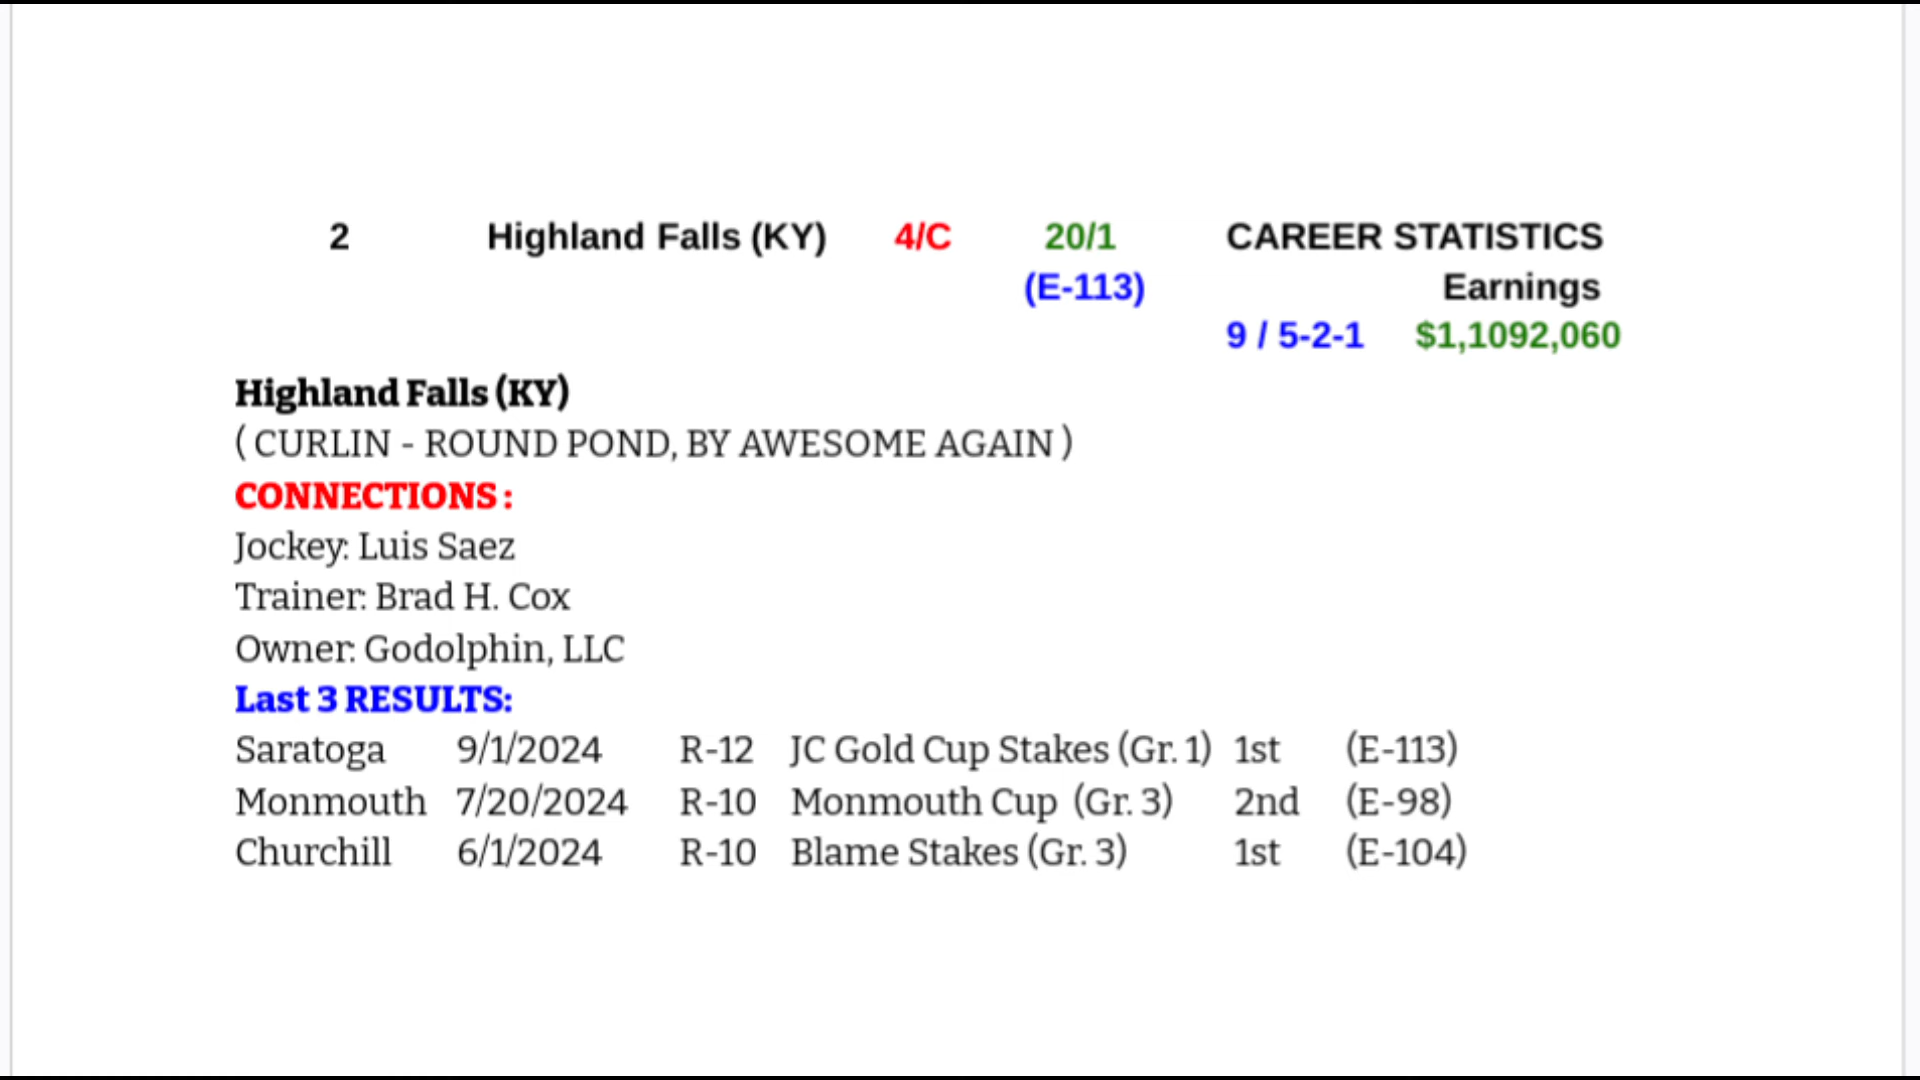 2 Highland Falls (KY) 4/C 20/1 CAREER STATISTICS
(E-113) Earnings
9 / 5-2-1 $1,1092,060
Highland Falls (KY)
( CURLIN - ROUND POND, BY AWESOME AGAIN )
CONNECTIONS :
Jockey: Luis Saez
Trainer: Brad H. Cox
Owner: Godolphin, LLC
Last 3 RESULTS:
Saratoga 9/1/2024 R-12 JC Gold Cup Stakes (Gr. 1) 1st (E-113)
Monmouth 7/20/2024 R-10 Monmouth Cup (Gr. 3) 2nd (E-98)
Churchill 6/1/2024 R-10 Blame Stakes (Gr. 3) 1st (E-104)